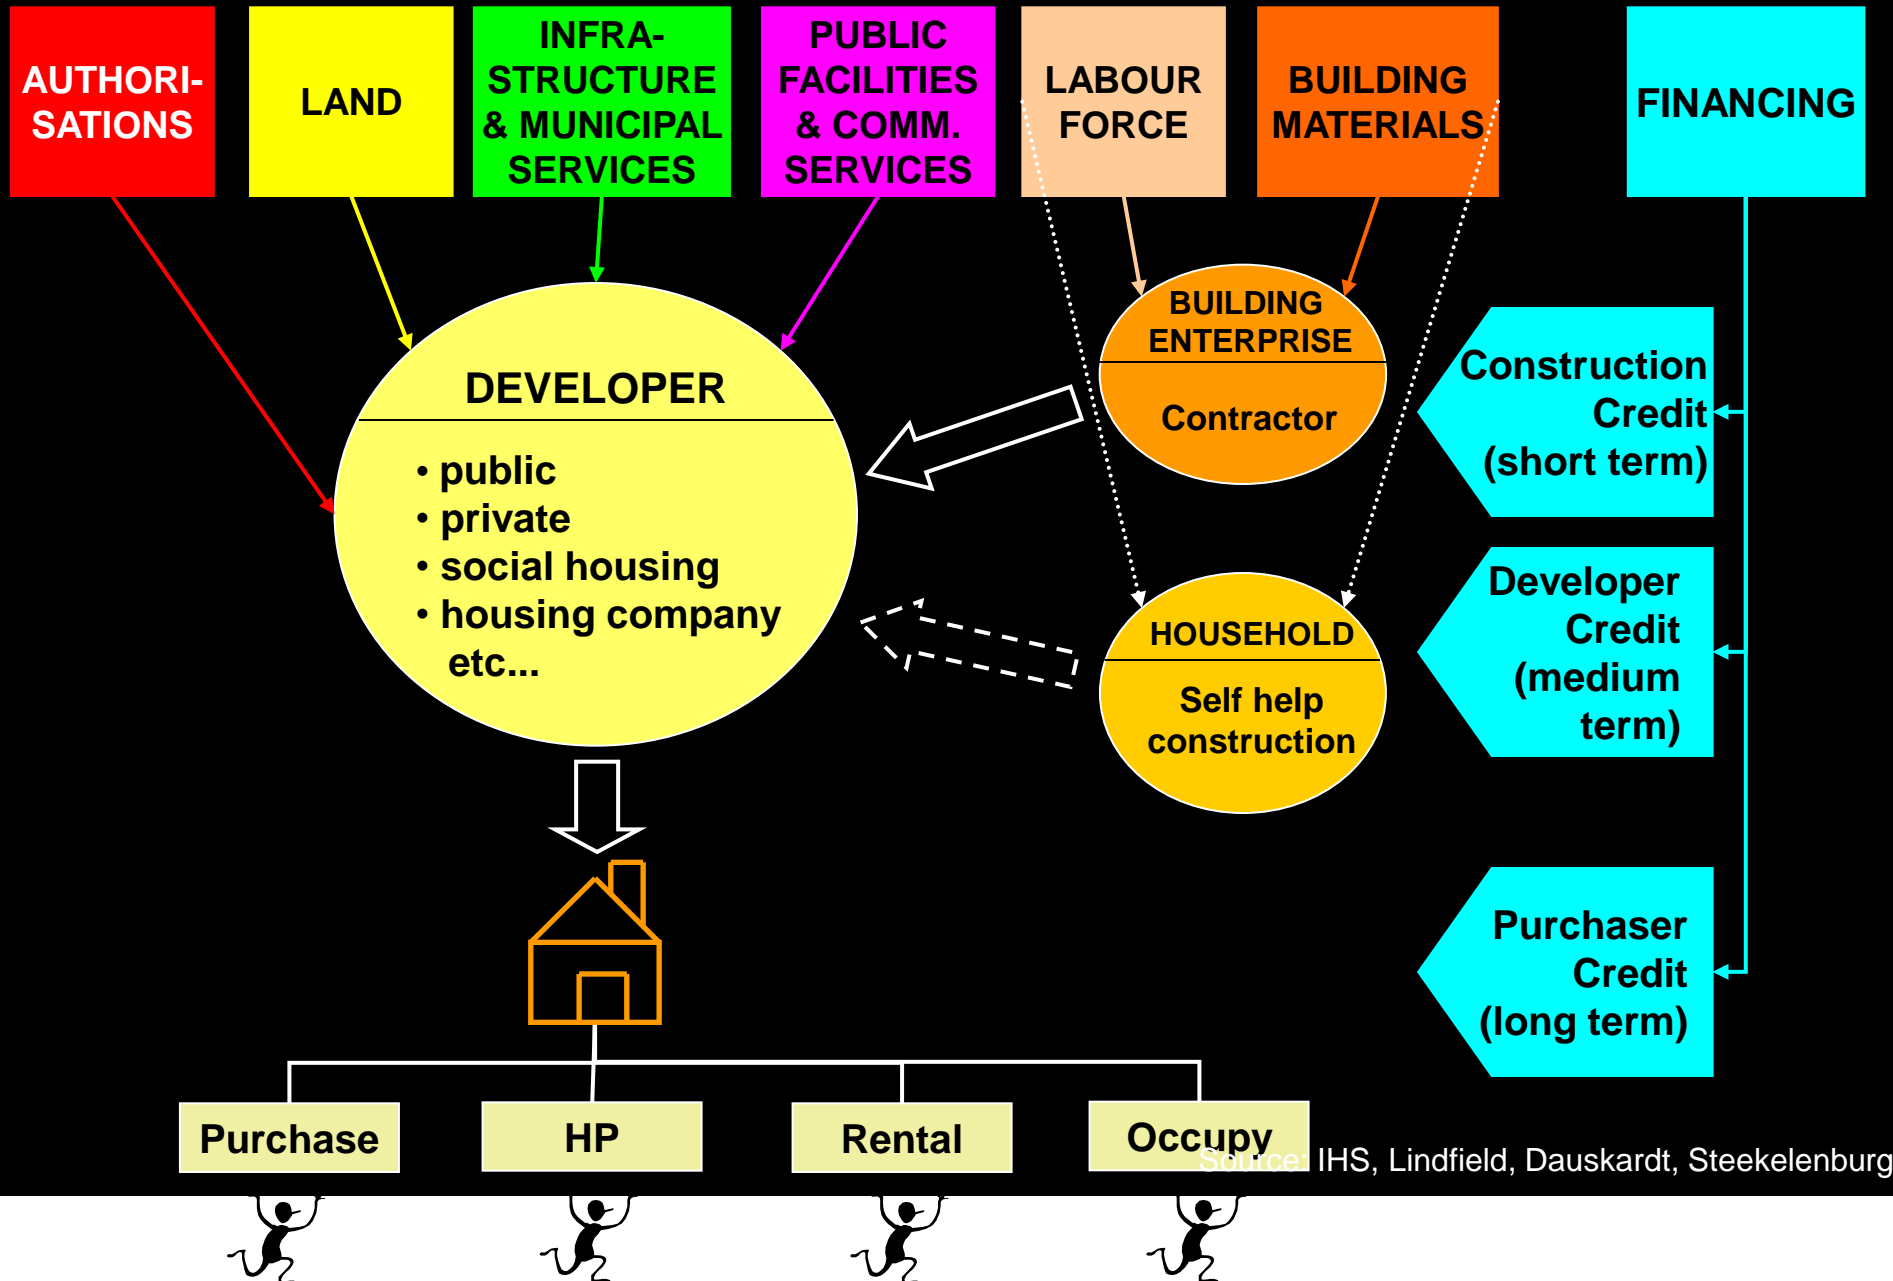 AUTHORI-
SATIONS
LAND
INFRA-
STRUCTURE
& MUNICIPAL
SERVICES
PUBLIC
FACILITIES
& COMM.
SERVICES
LABOUR
FORCE
BUILDING
MATERIALS
FINANCING
DEVELOPER
• public
• private
• social housing
• housing company
etc...
BUILDING
ENTERPRISE
Contractor
HOUSEHOLD
Self help
construction
Construction
Credit
(short term)
Developer
Credit
(medium
term)
Purchaser
Credit
(long term)
Purchase
HP
Rental
Occupy
Source: IHS, Lindfield, Dauskardt, Steekelenburg